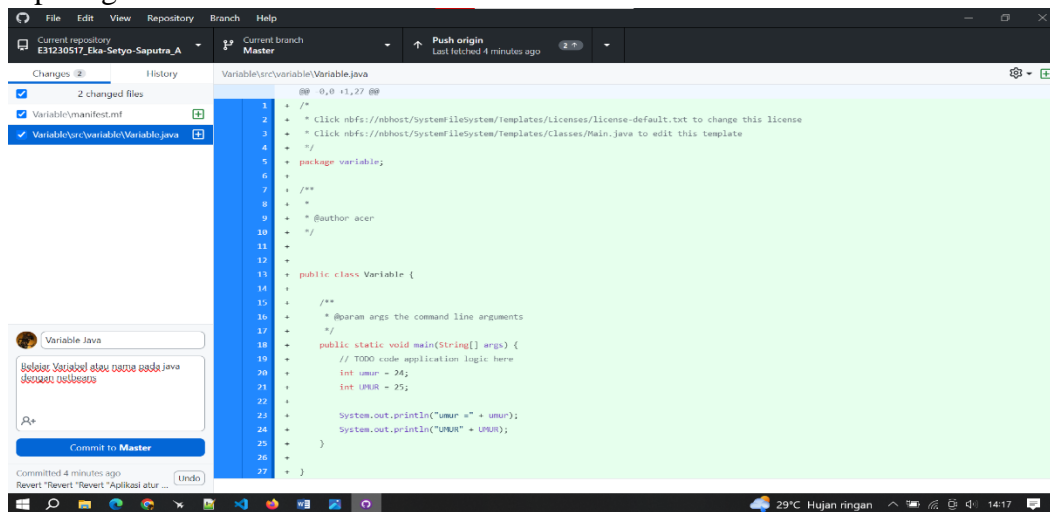 File Edit View Repository Branch Help
Current repository
E31230517_Eka-Setyo-Saputra_A
Current branch
Master
Push origin
Last fetched 4 minutes ago
2
Changes 2
History
Variable\src\variable\Variable.java
2 changed files
Variable\manifest.mf
Variable\src\variable\Variable.java
@@ -0,0 +1,27 @@
1 + /*
2 + * Click nbfs://nbhost/SystemFileSystem/Templates/Licenses/license-default.txt to change this license
3 + * Click nbfs://nbhost/SystemFileSystem/Templates/Classes/Main.java to edit this template
4 + */
5 + package variable;
6 +
7 + /**
8 + *
9 + * @author acer
10 + */
11 +
12 +
13 + public class Variable {
14 +
15 + /**
16 + * @param args the command line arguments
17 + */
18 + public static void main(String[] args) {
19 + // TODO code application logic here
20 + int umur = 24;
21 + int UMUR = 25;
22 +
23 + System.out.println("umur =" + umur);
24 + System.out.println("UMUR" + UMUR);
25 + }
26 +
27 + }
Variable Java
Belajar Variabel atau nama pada java
dengan netbeans
Commit to Master
Committed 4 minutes ago
Revert "Revert "Revert "Aplikasi atur ...
Undo
29°C Hujan ringan
14:17